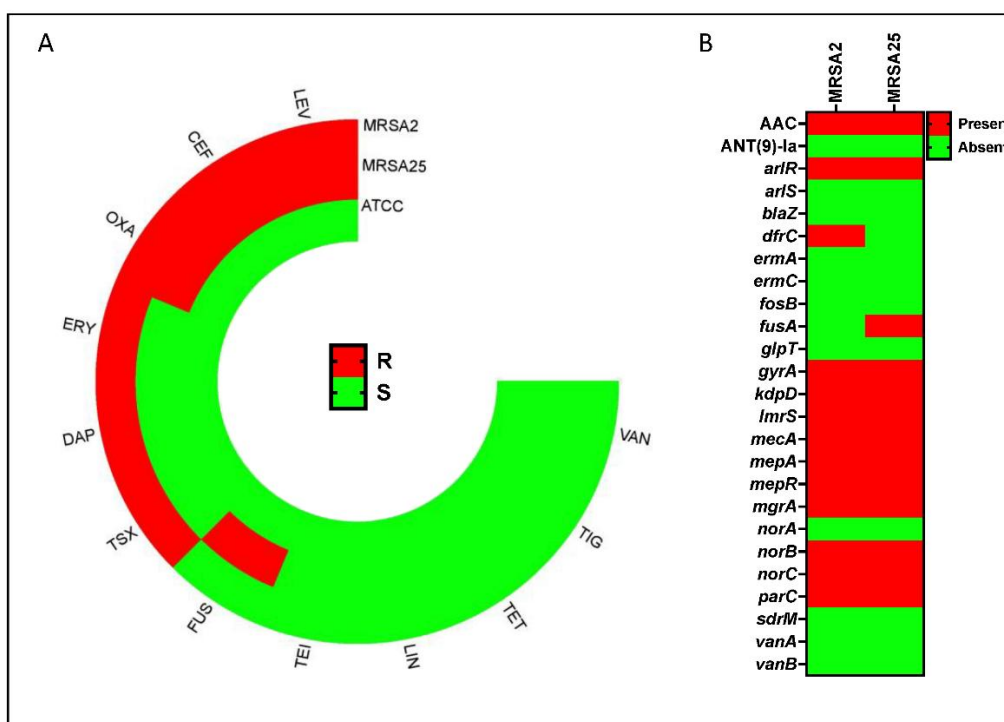 A
B
LEV
CEF
OXA
ERY
DAP
TSX
FUS
TEI
LIN
TET
TIG
VAN
MRSA2
MRSA25
ATCC
R
S
MRSA2
MRSA25
AAC
ANT(9)-Ia
arlR
arlS
blaZ
dfrC
ermA
ermC
fosB
fusA
glpT
gyrA
kdpD
lmrS
mecA
mepA
mepR
mgrA
norA
norB
norC
parC
sdrM
vanA
vanB
Presen
Absen